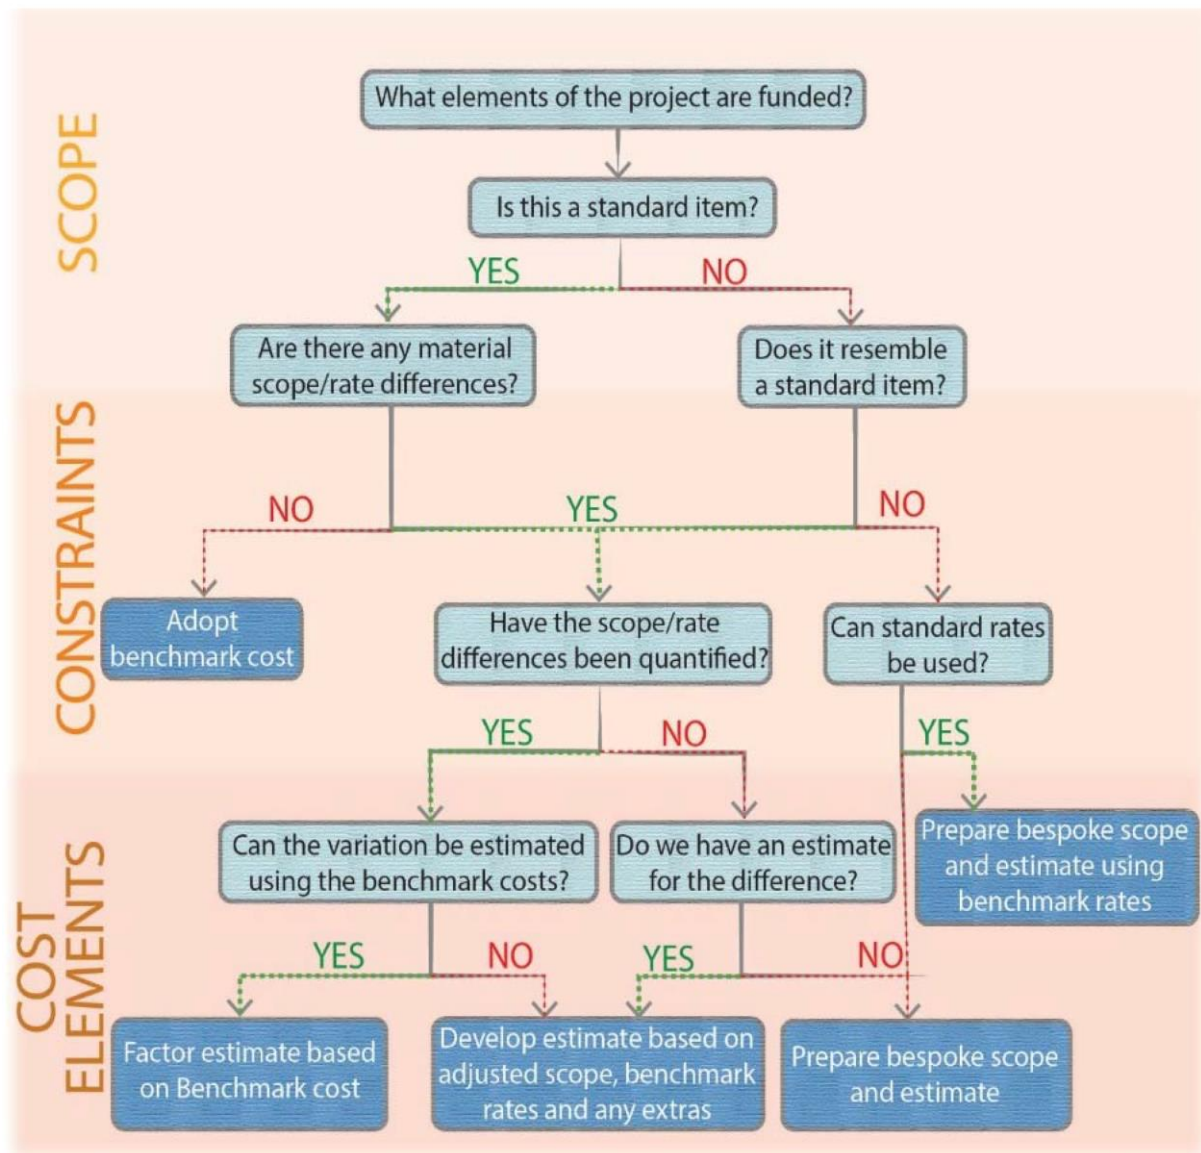 SCOPE
What elements of the project are funded?
Is this a standard item?
YES
NO
Are there any material
scope/rate differences?
Does it resemble
a standard item?
CONSTRAINTS
NO
YES
NO
Adopt
benchmark cost
Have the scope/rate
differences been quantified?
Can standard rates
be used?
YES
NO
YES
COST
ELEMENTS
Can the variation be estimated
using the benchmark costs?
Do we have an estimate
for the difference?
Prepare bespoke scope
and estimate using
benchmark rates
YES
NO
YES
NO
Factor estimate based
on Benchmark cost
Develop estimate based on
adjusted scope, benchmark
rates and any extras
Prepare bespoke scope
and estimate